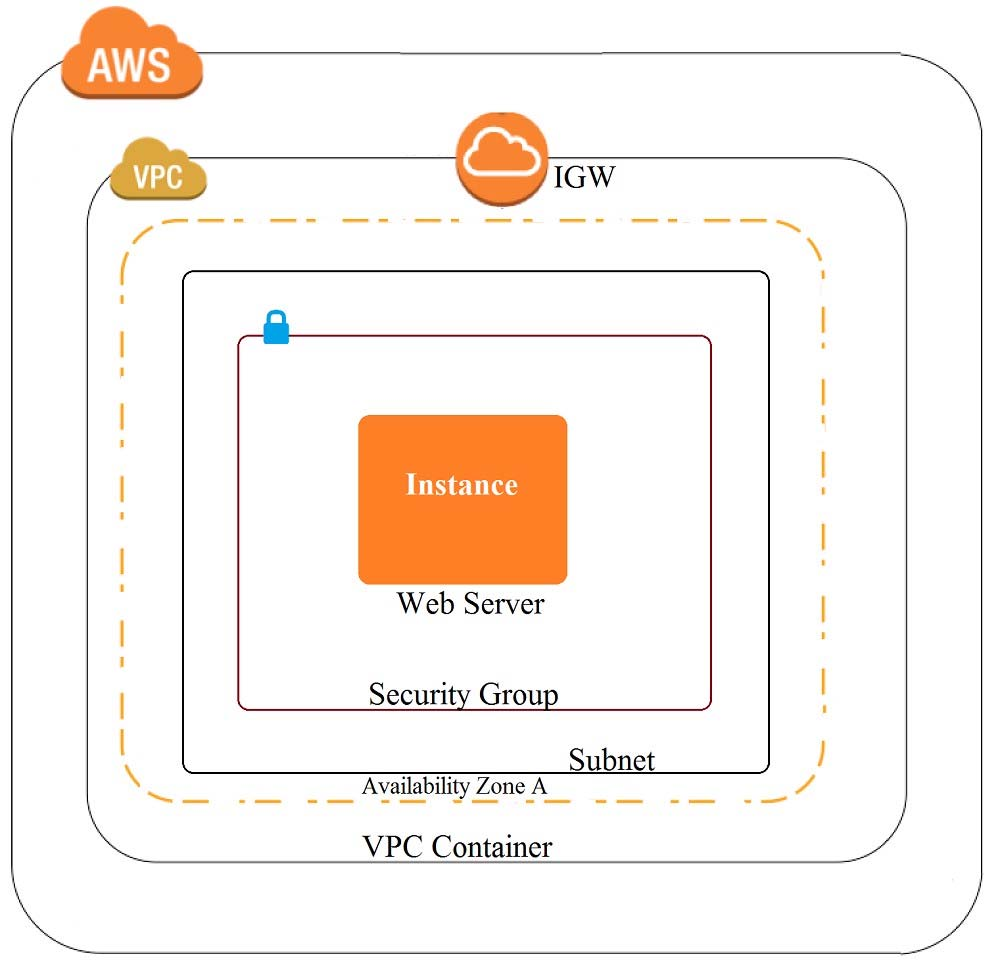 AWS
VPC
IGW
Instance
Web Server
Security Group
Subnet
Availability Zone A
VPC Container